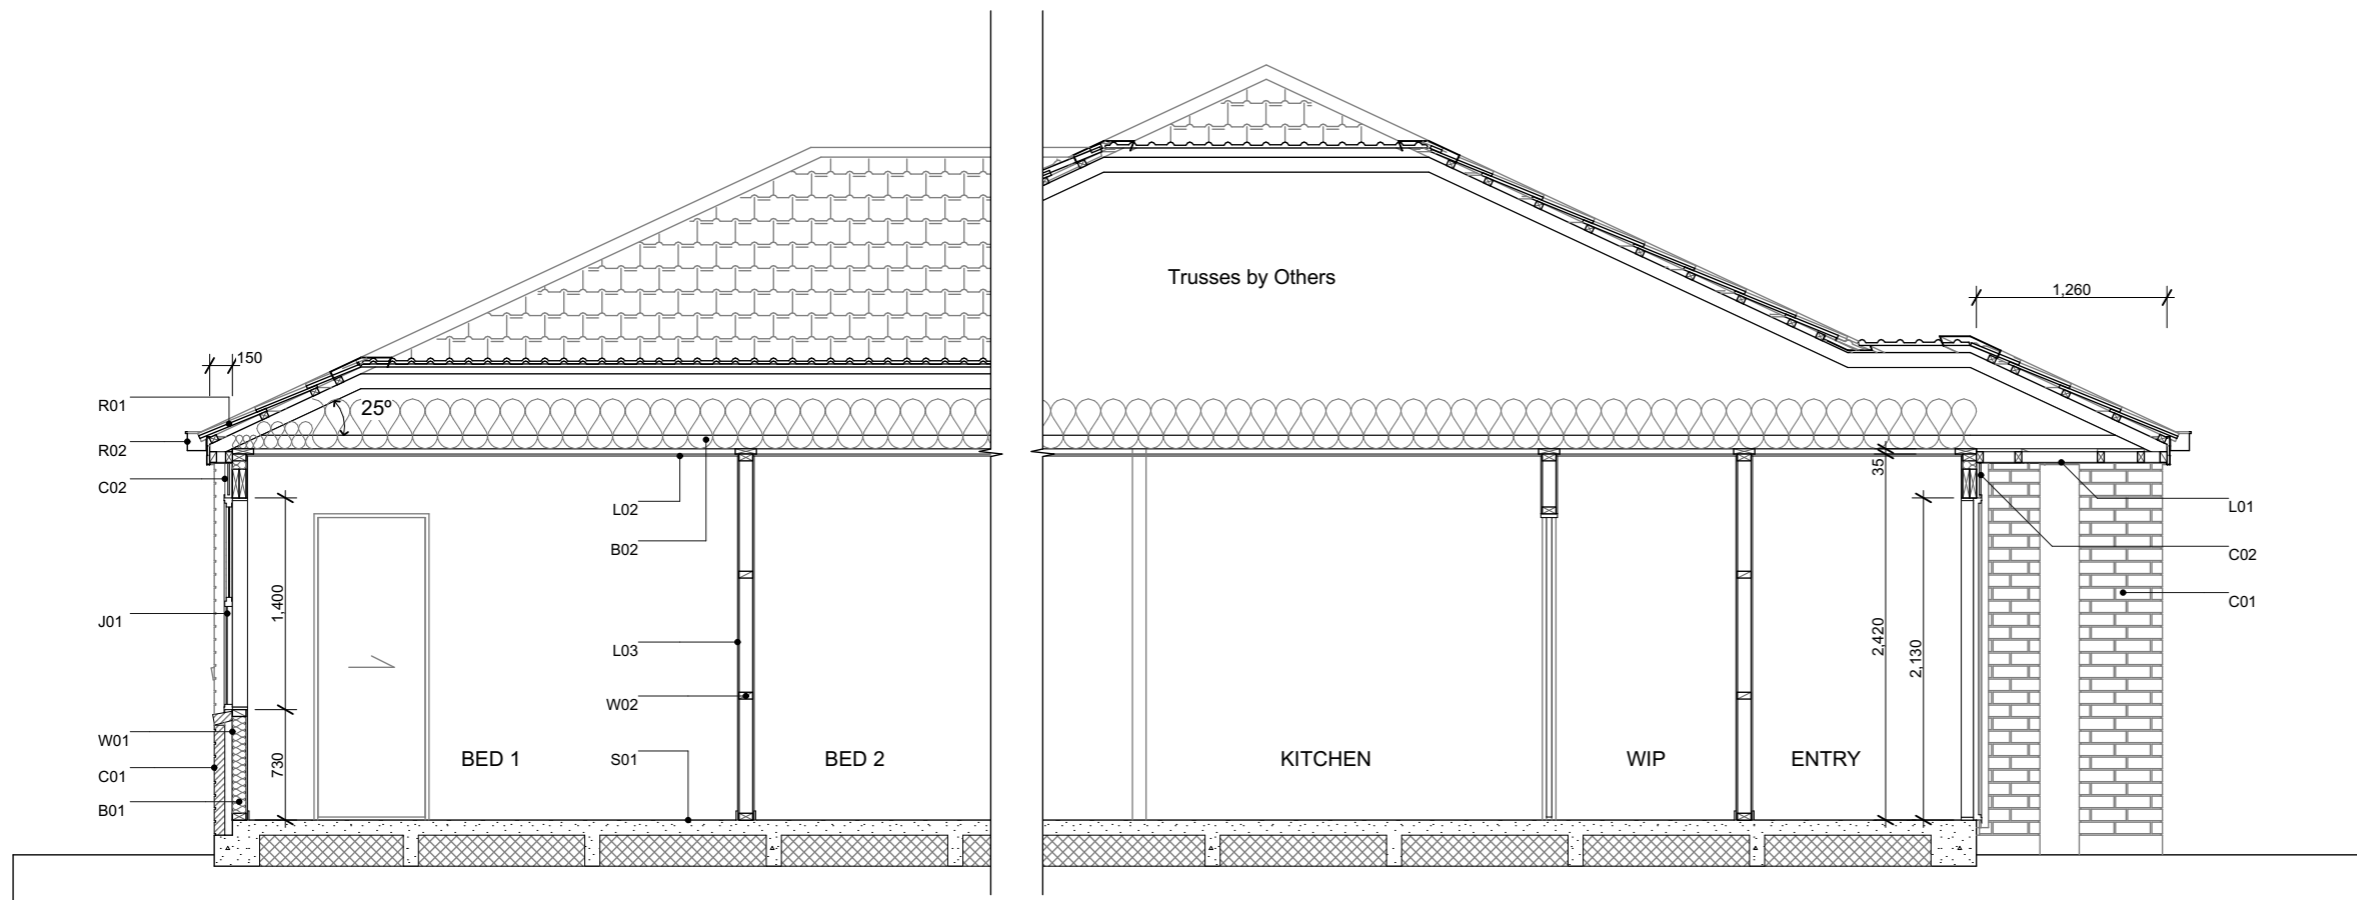 Trusses by Others
1,260
150
R01
25º
R02
C02
35
L02
L01
B02
C02
1,400
C01
J01
L03
2,420
2,130
W02
W01
730
S01
BED 1
BED 2
KITCHEN
WIP
ENTRY
C01
B01